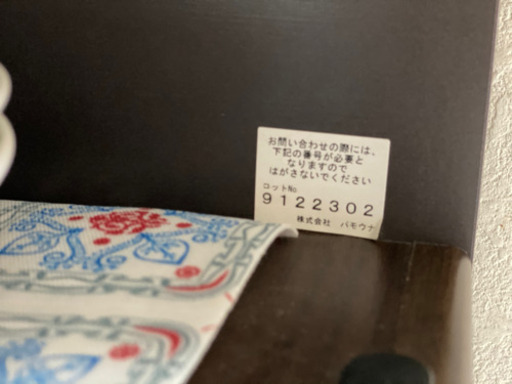 お問い合わせの際には、
下記の番号が必要と
なりますので
はがさないでください
ロットNo
9122302
株式会社 パモウナ